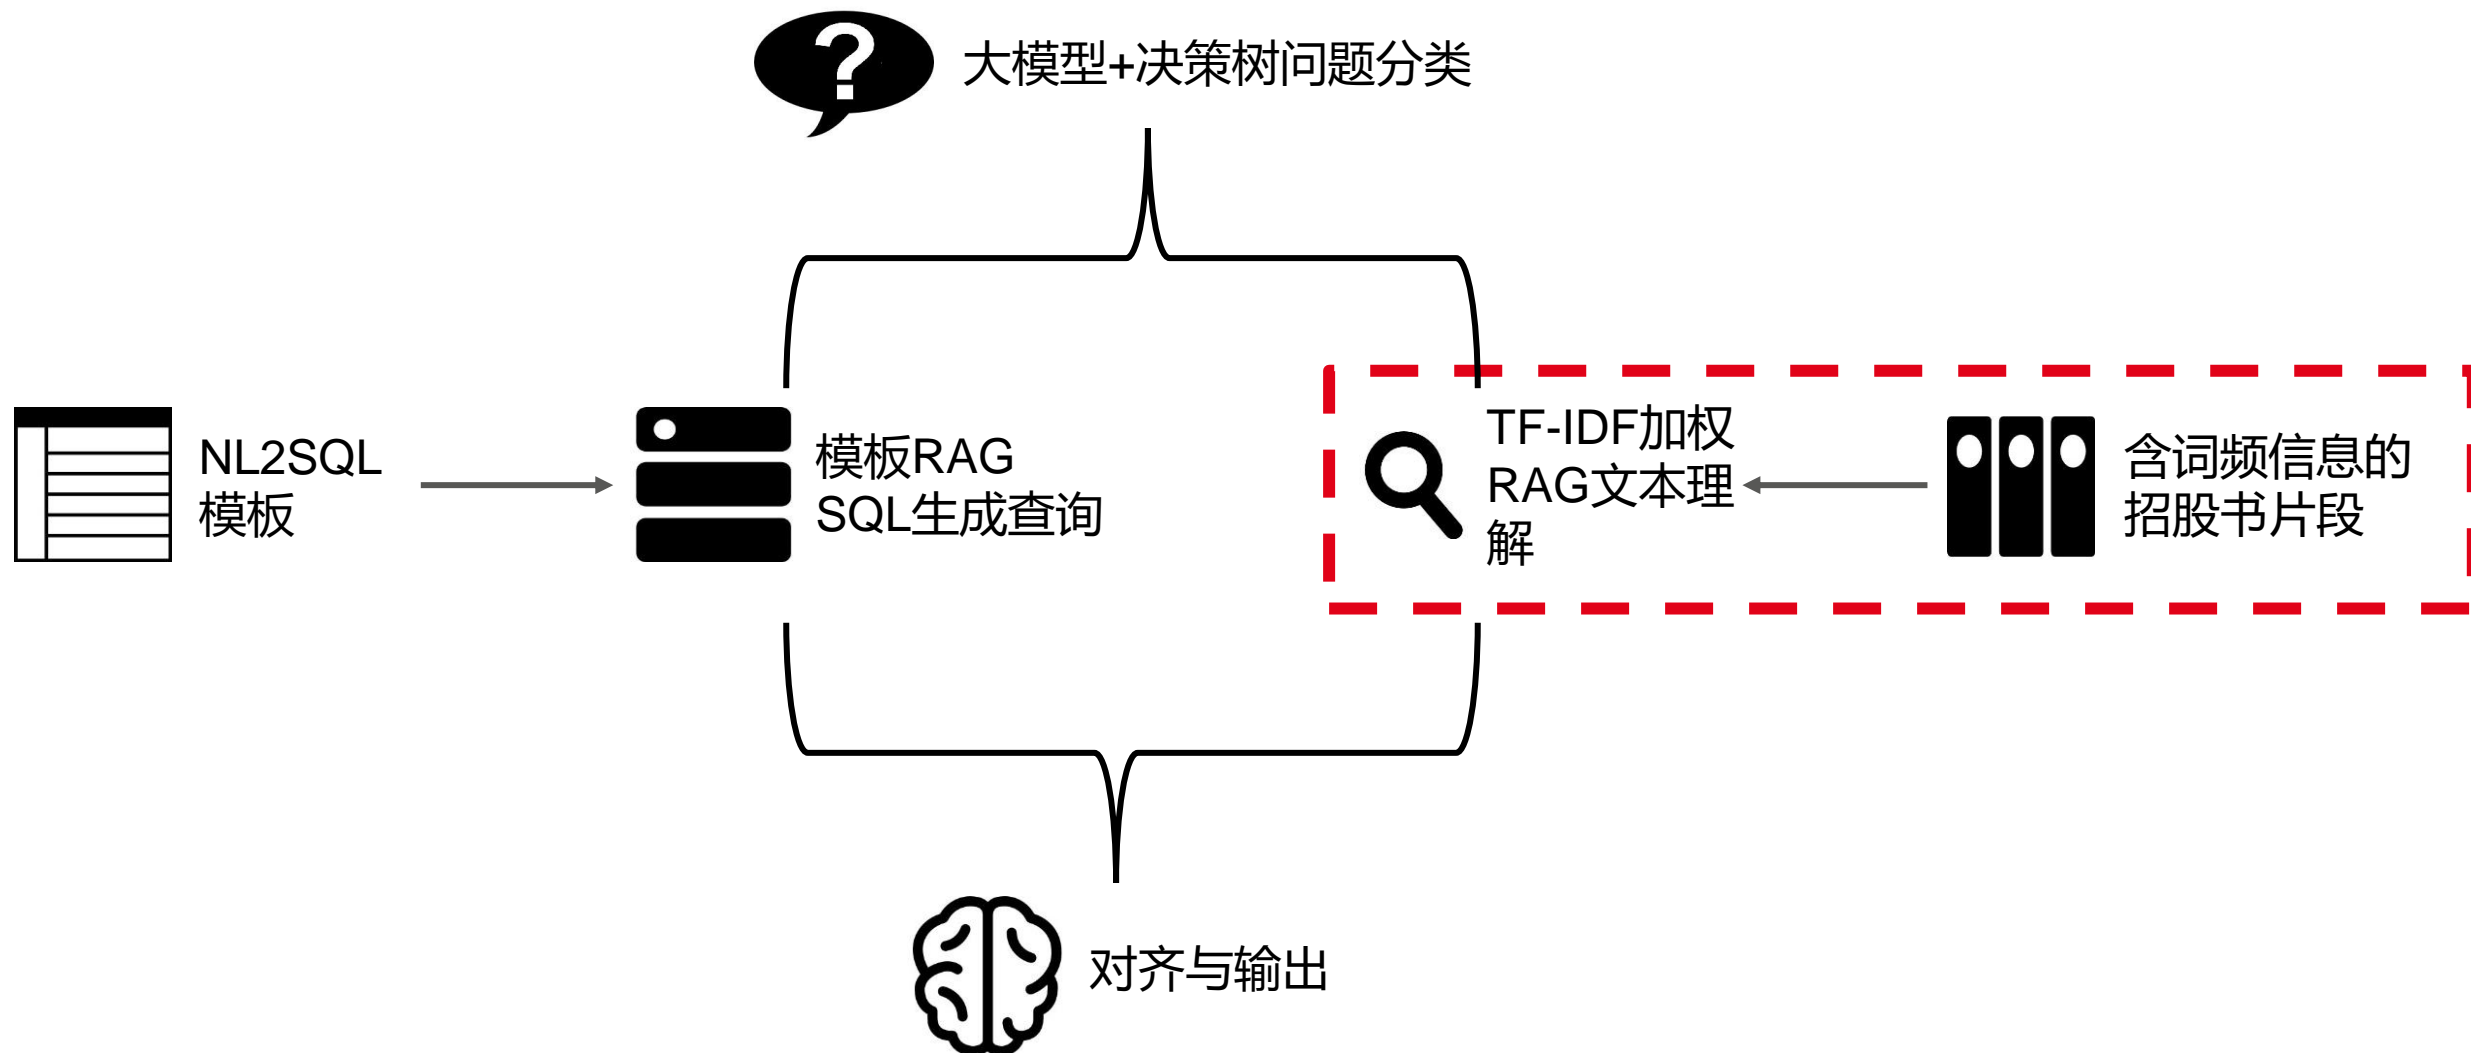 大模型+决策树问题分类
NL2SQL
模板
模板RAG
SQL生成查询
TF-IDF加权
RAG文本理
解
含词频信息的
招股书片段
对齐与输出